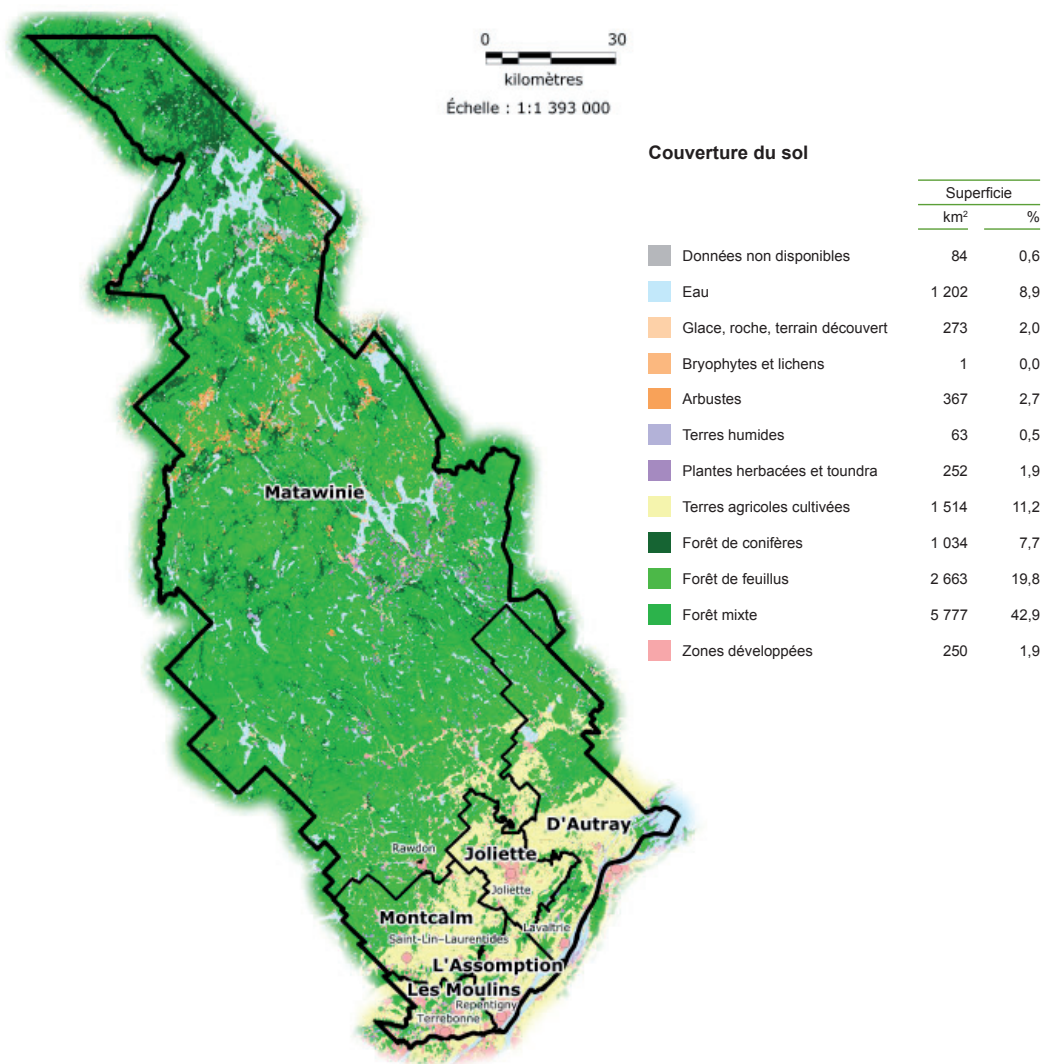 0 30
kilomètres
Échelle : 1:1 393 000
Couverture du sol
Superficie
km² %
Données non disponibles 84 0,6
Eau 1 202 8,9
Glace, roche, terrain découvert 273 2,0
Bryophytes et lichens 1 0,0
Arbustes 367 2,7
Terres humides 63 0,5
Plantes herbacées et toundra 252 1,9
Terres agricoles cultivées 1 514 11,2
Forêt de conifères 1 034 7,7
Forêt de feuillus 2 663 19,8
Forêt mixte 5 777 42,9
Zones développées 250 1,9
Matawinie
D'Autray
Rawdon
Joliette
Joliette
Montcalm
Lavaltrie
Saint-Lin–Laurentides
L'Assomption
Les Moulins
Repentigny
Terrebonne